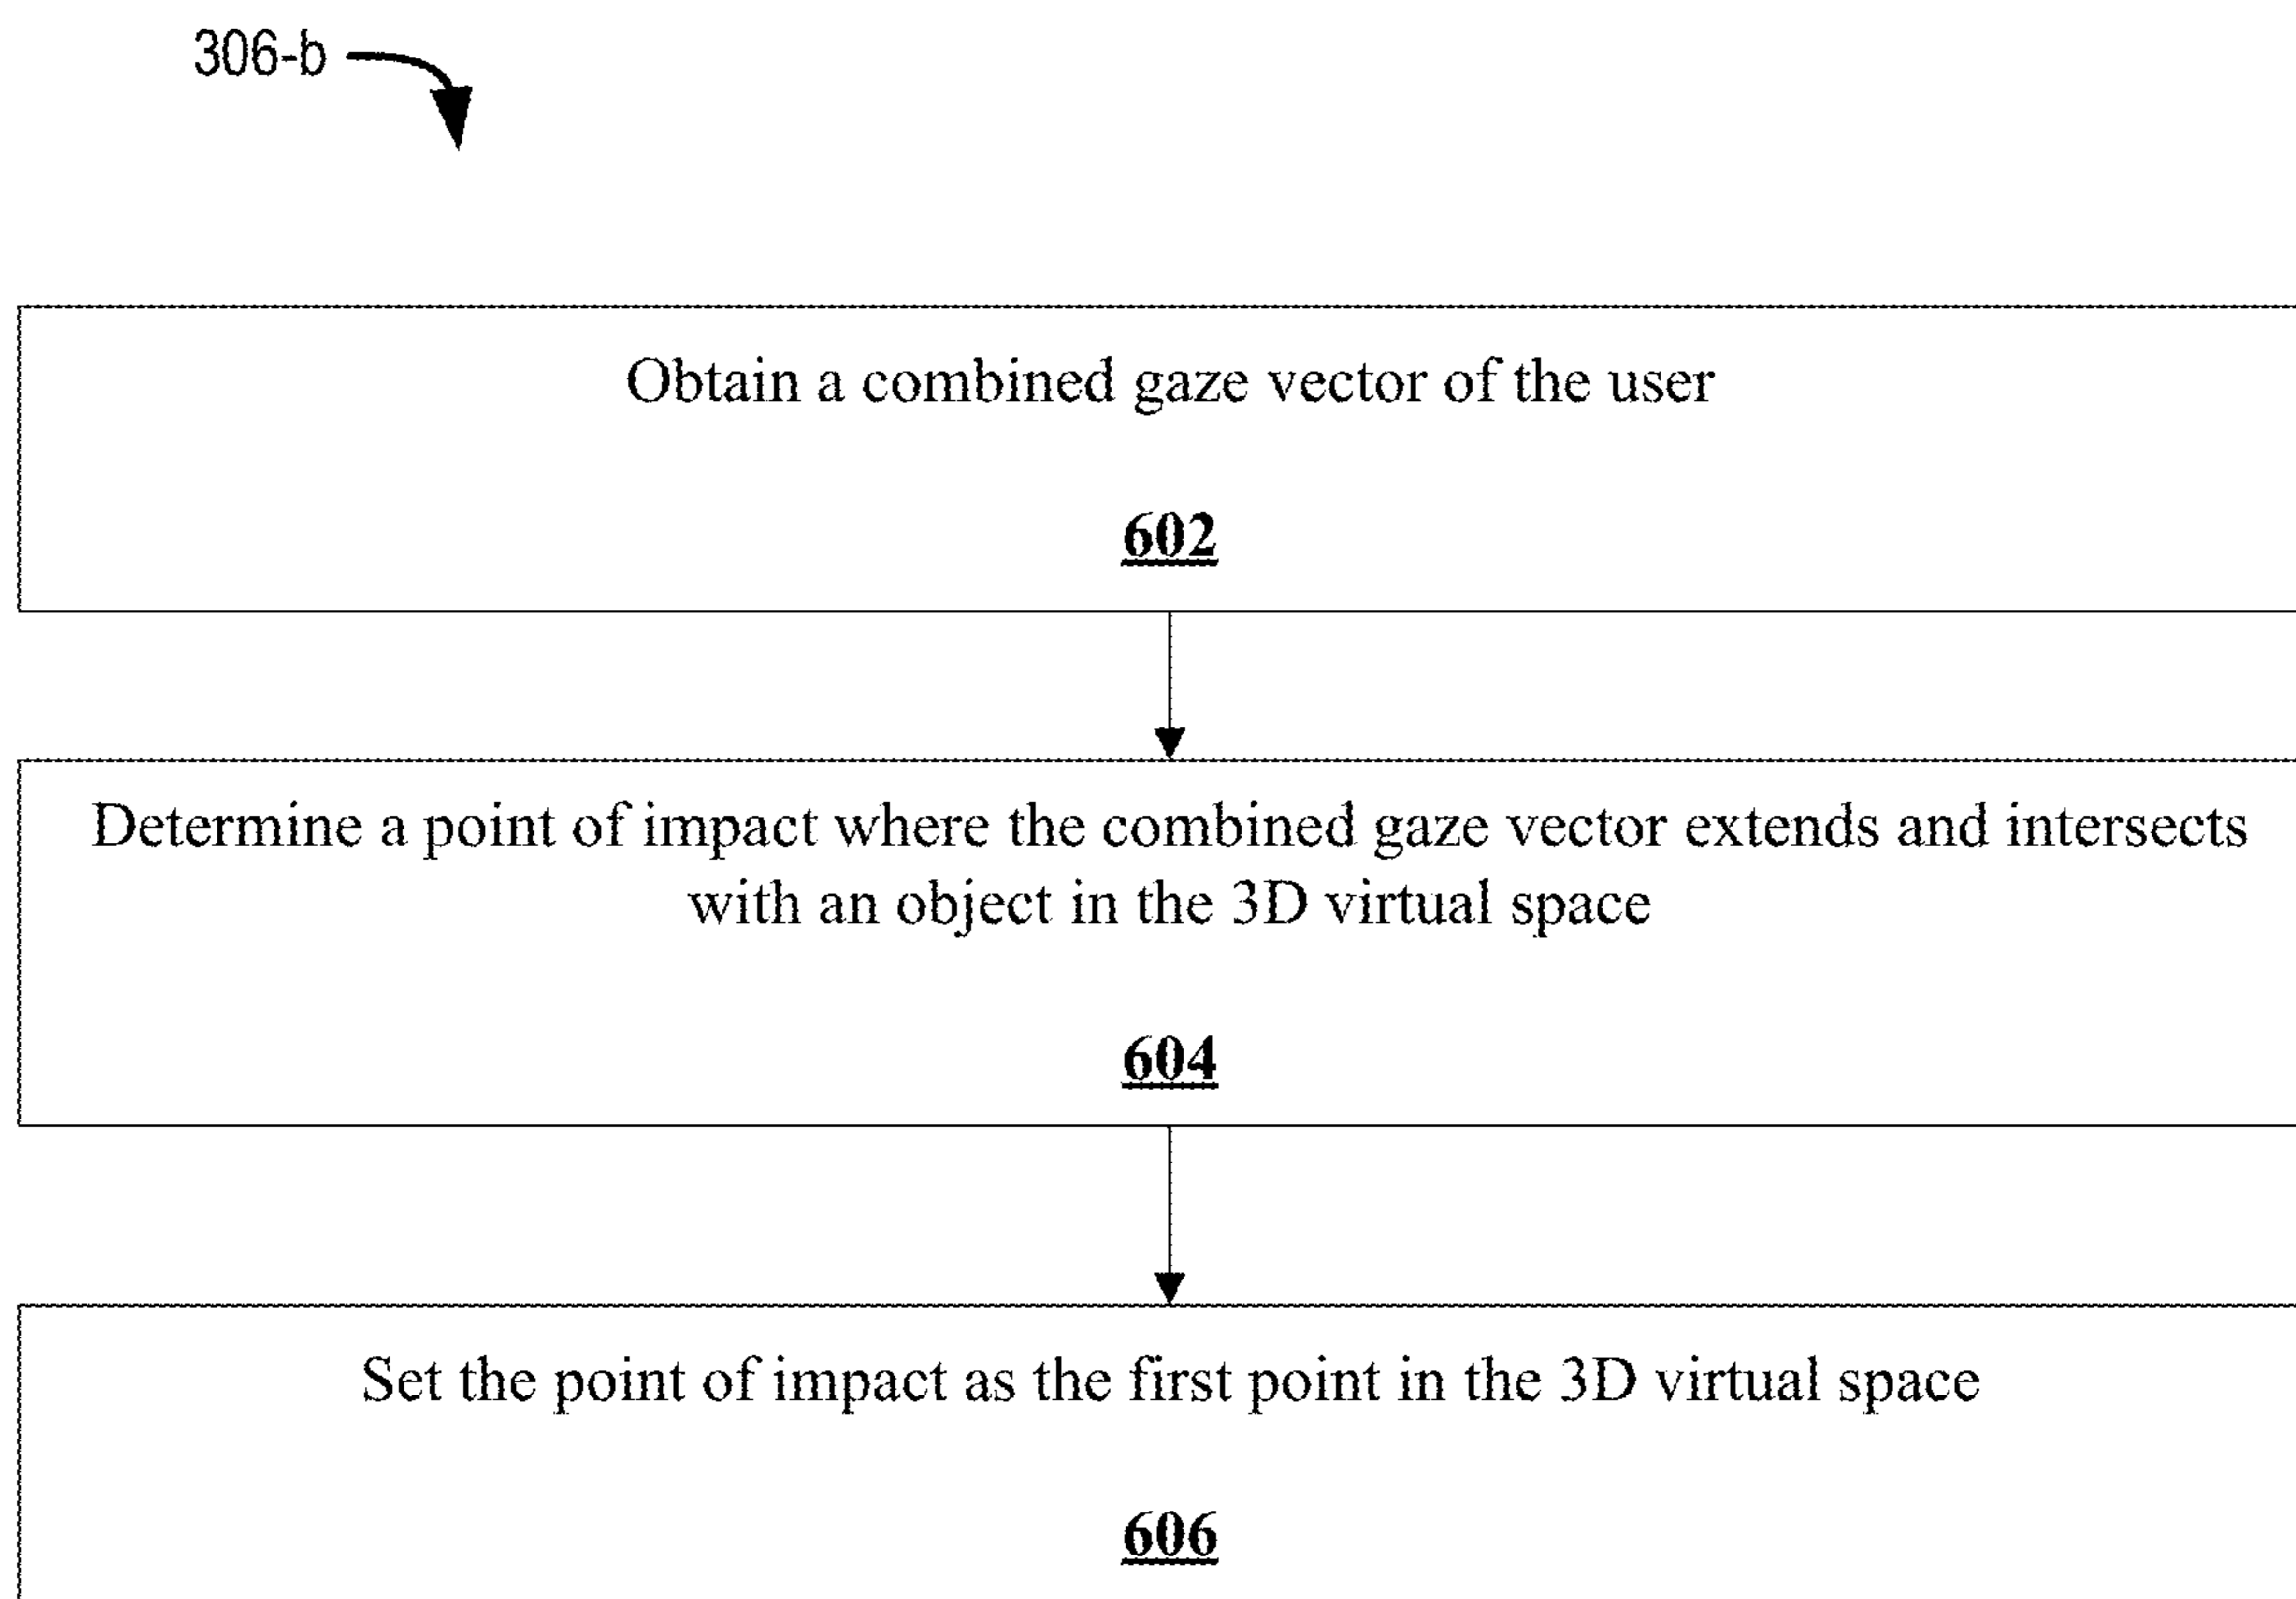 306-b
Obtain a combined gaze vector of the user
602
Determine a point of impact where the combined gaze vector extends and intersects
with an object in the 3D virtual space
604
Set the point of impact as the first point in the 3D virtual space
606